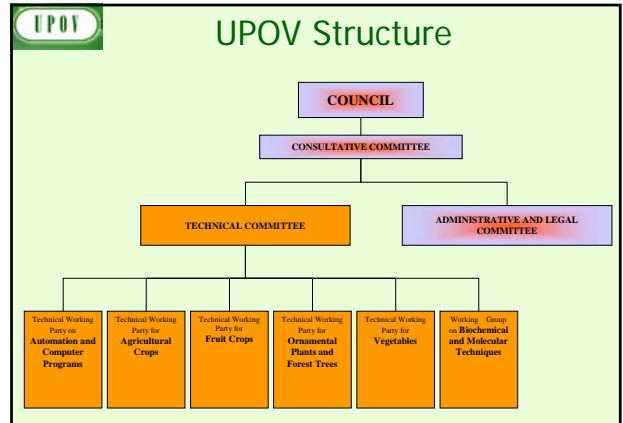 UPOV
UPOV Structure
COUNCIL
CONSULTATIVE COMMITTEE
TECHNICAL COMMITTEE
ADMINISTRATIVE AND LEGAL
COMMITTEE
Technical Working
Party on
Automation and
Computer
Programs
Technical Working
Party for
Agricultural
Crops
Technical Working
Party for
Fruit Crops
Technical Working
Party for
Ornamental
Plants and
Forest Trees
Technical Working
Party for
Vegetables
Working Group
on Biochemical
and Molecular
Techniques